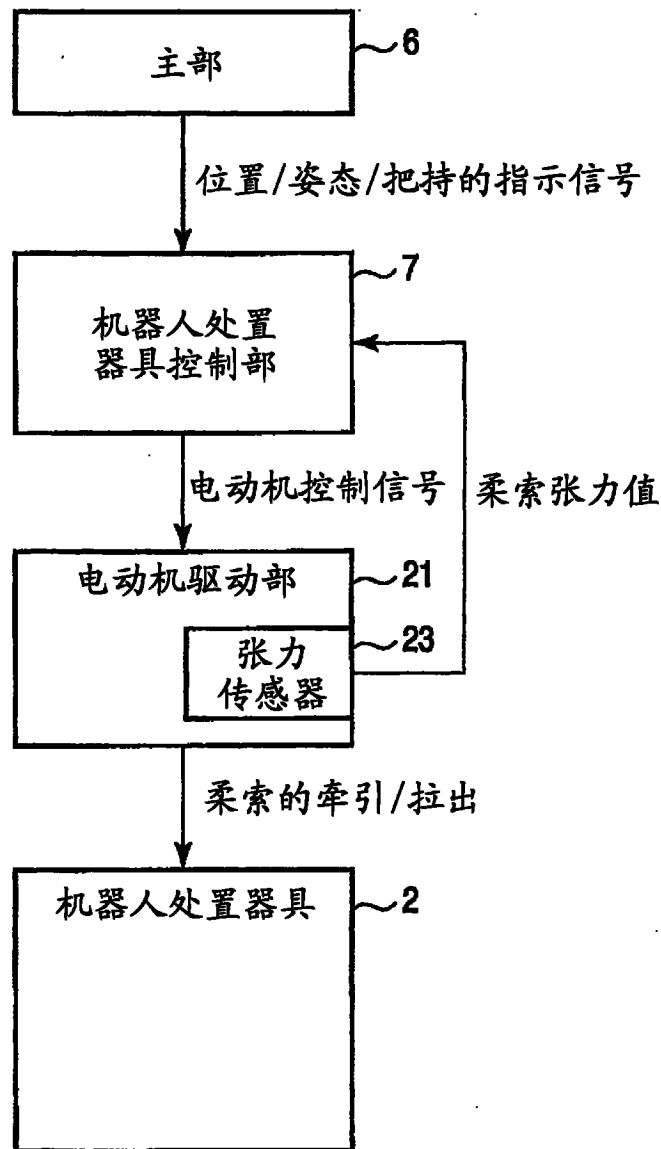 主部
6
位置/姿态/把持的指示信号
7
机器人处置
器具控制部
电动机控制信号
柔索张力值
电动机驱动部
21
张力
传感器
23
柔索的牵引/拉出
机器人处置器具
2